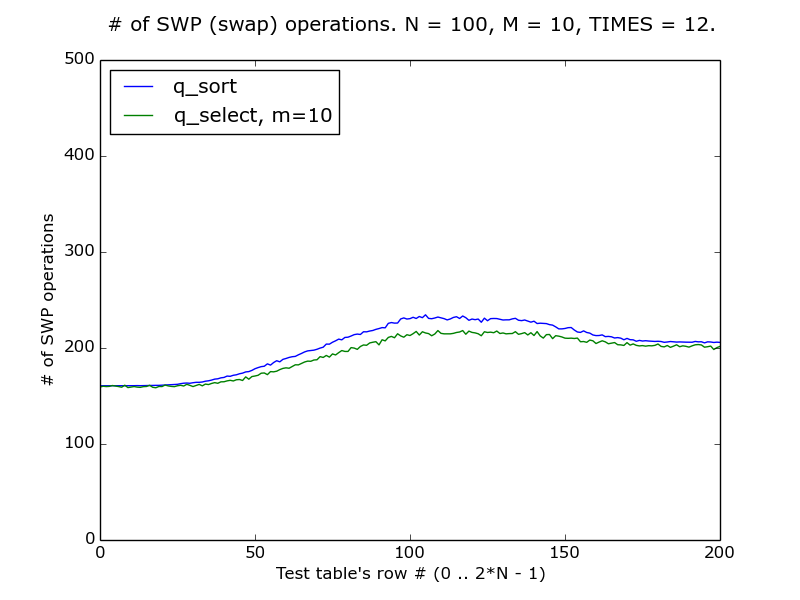 # of SWP (swap) operations. N = 100, M = 10, TIMES = 12.
500
q_sort
q_select, m=10
400
300
# of SWP operations
200
100
0
0 50 100 150 200
Test table's row # (0 .. 2*N - 1)